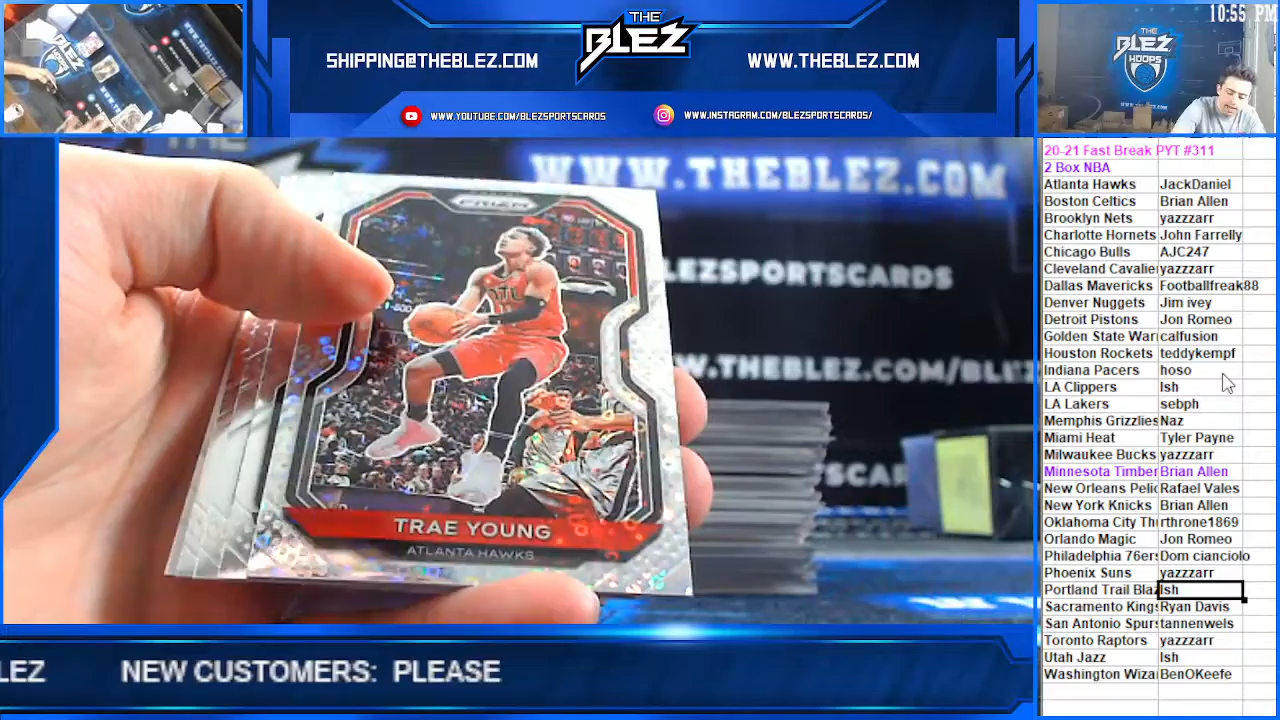 10:55 PM
THE
BLEZ
SHIPPING@THEBLEZ.COM
WWW.THEBLEZ.COM
WWW.YOUTUBE.COM/BLEZSPORTSCARDS
WWW.INSTAGRAM.COM/BLEZSPORTSCARDS/
THE
BLEZ
HOOPS
WWW.THEBLEZ.COM
LEZSPORTSCARDS
WW.THEBLEZ.COM/BLE
PRIZM
ATL
TRAE YOUNG
ATLANTA HAWKS
20-21 Fast Break PYT #311
2 Box NBA
Atlanta Hawks JackDaniel
Boston Celtics Brian Allen
Brooklyn Nets yazzzarr
Charlotte Hornets John Farrelly
Chicago Bulls AJC247
Cleveland Cavalie yazzzarr
Dallas Mavericks Footballfreak88
Denver Nuggets Jim ivey
Detroit Pistons Jon Romeo
Golden State War calfusion
Houston Rockets teddykempf
Indiana Pacers hoso
LA Clippers Ish
LA Lakers sebph
Memphis Grizzlies Naz
Miami Heat Tyler Payne
Milwaukee Bucks yazzzarr
Minnesota Timber Brian Allen
New Orleans Peli Rafael Vales
New York Knicks Brian Allen
Oklahoma City Th rthrone1869
Orlando Magic Jon Romeo
Philadelphia 76ers Dom cianciolo
Phoenix Suns yazzzarr
Portland Trail Blaz Ish
Sacramento Kings Ryan Davis
San Antonio Spurs tannenwels
Toronto Raptors yazzzarr
Utah Jazz Ish
Washington Wiza BenOKeefe
LEZ NEW CUSTOMERS: PLEASE